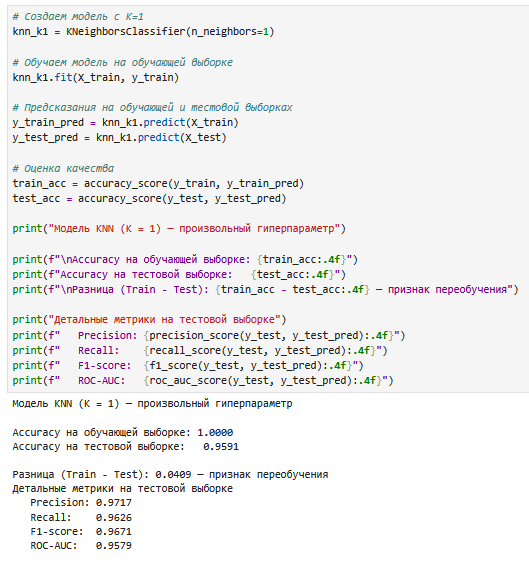 # Создаем модель с K=1
knn_k1 = KNeighborsClassifier(n_neighbors=1)
# Обучаем модель на обучающей выборке
knn_k1.fit(X_train, y_train)
# Предсказания на обучающей и тестовой выборках
y_train_pred = knn_k1.predict(X_train)
y_test_pred = knn_k1.predict(X_test)
# Оценка качества
train_acc = accuracy_score(y_train, y_train_pred)
test_acc = accuracy_score(y_test, y_test_pred)
print("Модель KNN (K = 1) — произвольный гиперпараметр")
print(f"\nAccuracy на обучающей выборке: {train_acc:.4f}")
print(f"Accuracy на тестовой выборке:   {test_acc:.4f}")
print(f"\nРазница (Train - Test): {train_acc - test_acc:.4f} — признак переобучения")
print("Детальные метрики на тестовой выборке")
print(f"   Precision: {precision_score(y_test, y_test_pred):.4f}")
print(f"   Recall:    {recall_score(y_test, y_test_pred):.4f}")
print(f"   F1-score:  {f1_score(y_test, y_test_pred):.4f}")
print(f"   ROC-AUC:   {roc_auc_score(y_test, y_test_pred):.4f}")
Модель KNN (K = 1) — произвольный гиперпараметр
Accuracy на обучающей выборке: 1.0000
Accuracy на тестовой выборке:   0.9591
Разница (Train - Test): 0.0409 — признак переобучения
Детальные метрики на тестовой выборке
   Precision: 0.9717
   Recall:    0.9626
   F1-score:  0.9671
   ROC-AUC:   0.9579